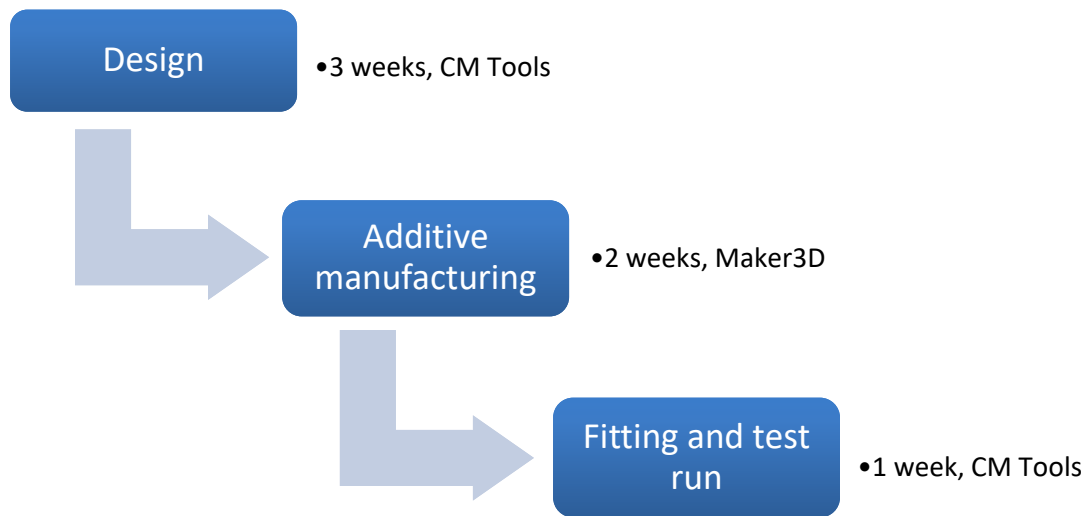 Design
•3 weeks, CM Tools
Additive
manufacturing
•2 weeks, Maker3D
Fitting and test
run
•1 week, CM Tools